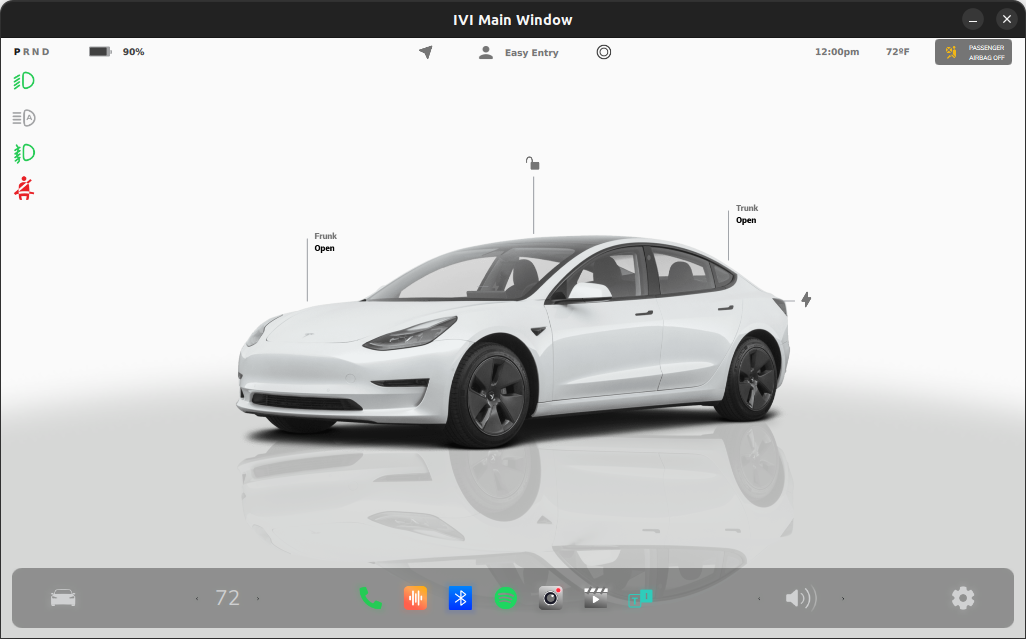 IVI Main Window
P R N D
90%
Easy Entry
12:00pm
72ºF
PASSENGER
AIRBAG OFF
A
Trunk
Open
Frunk
Open
72